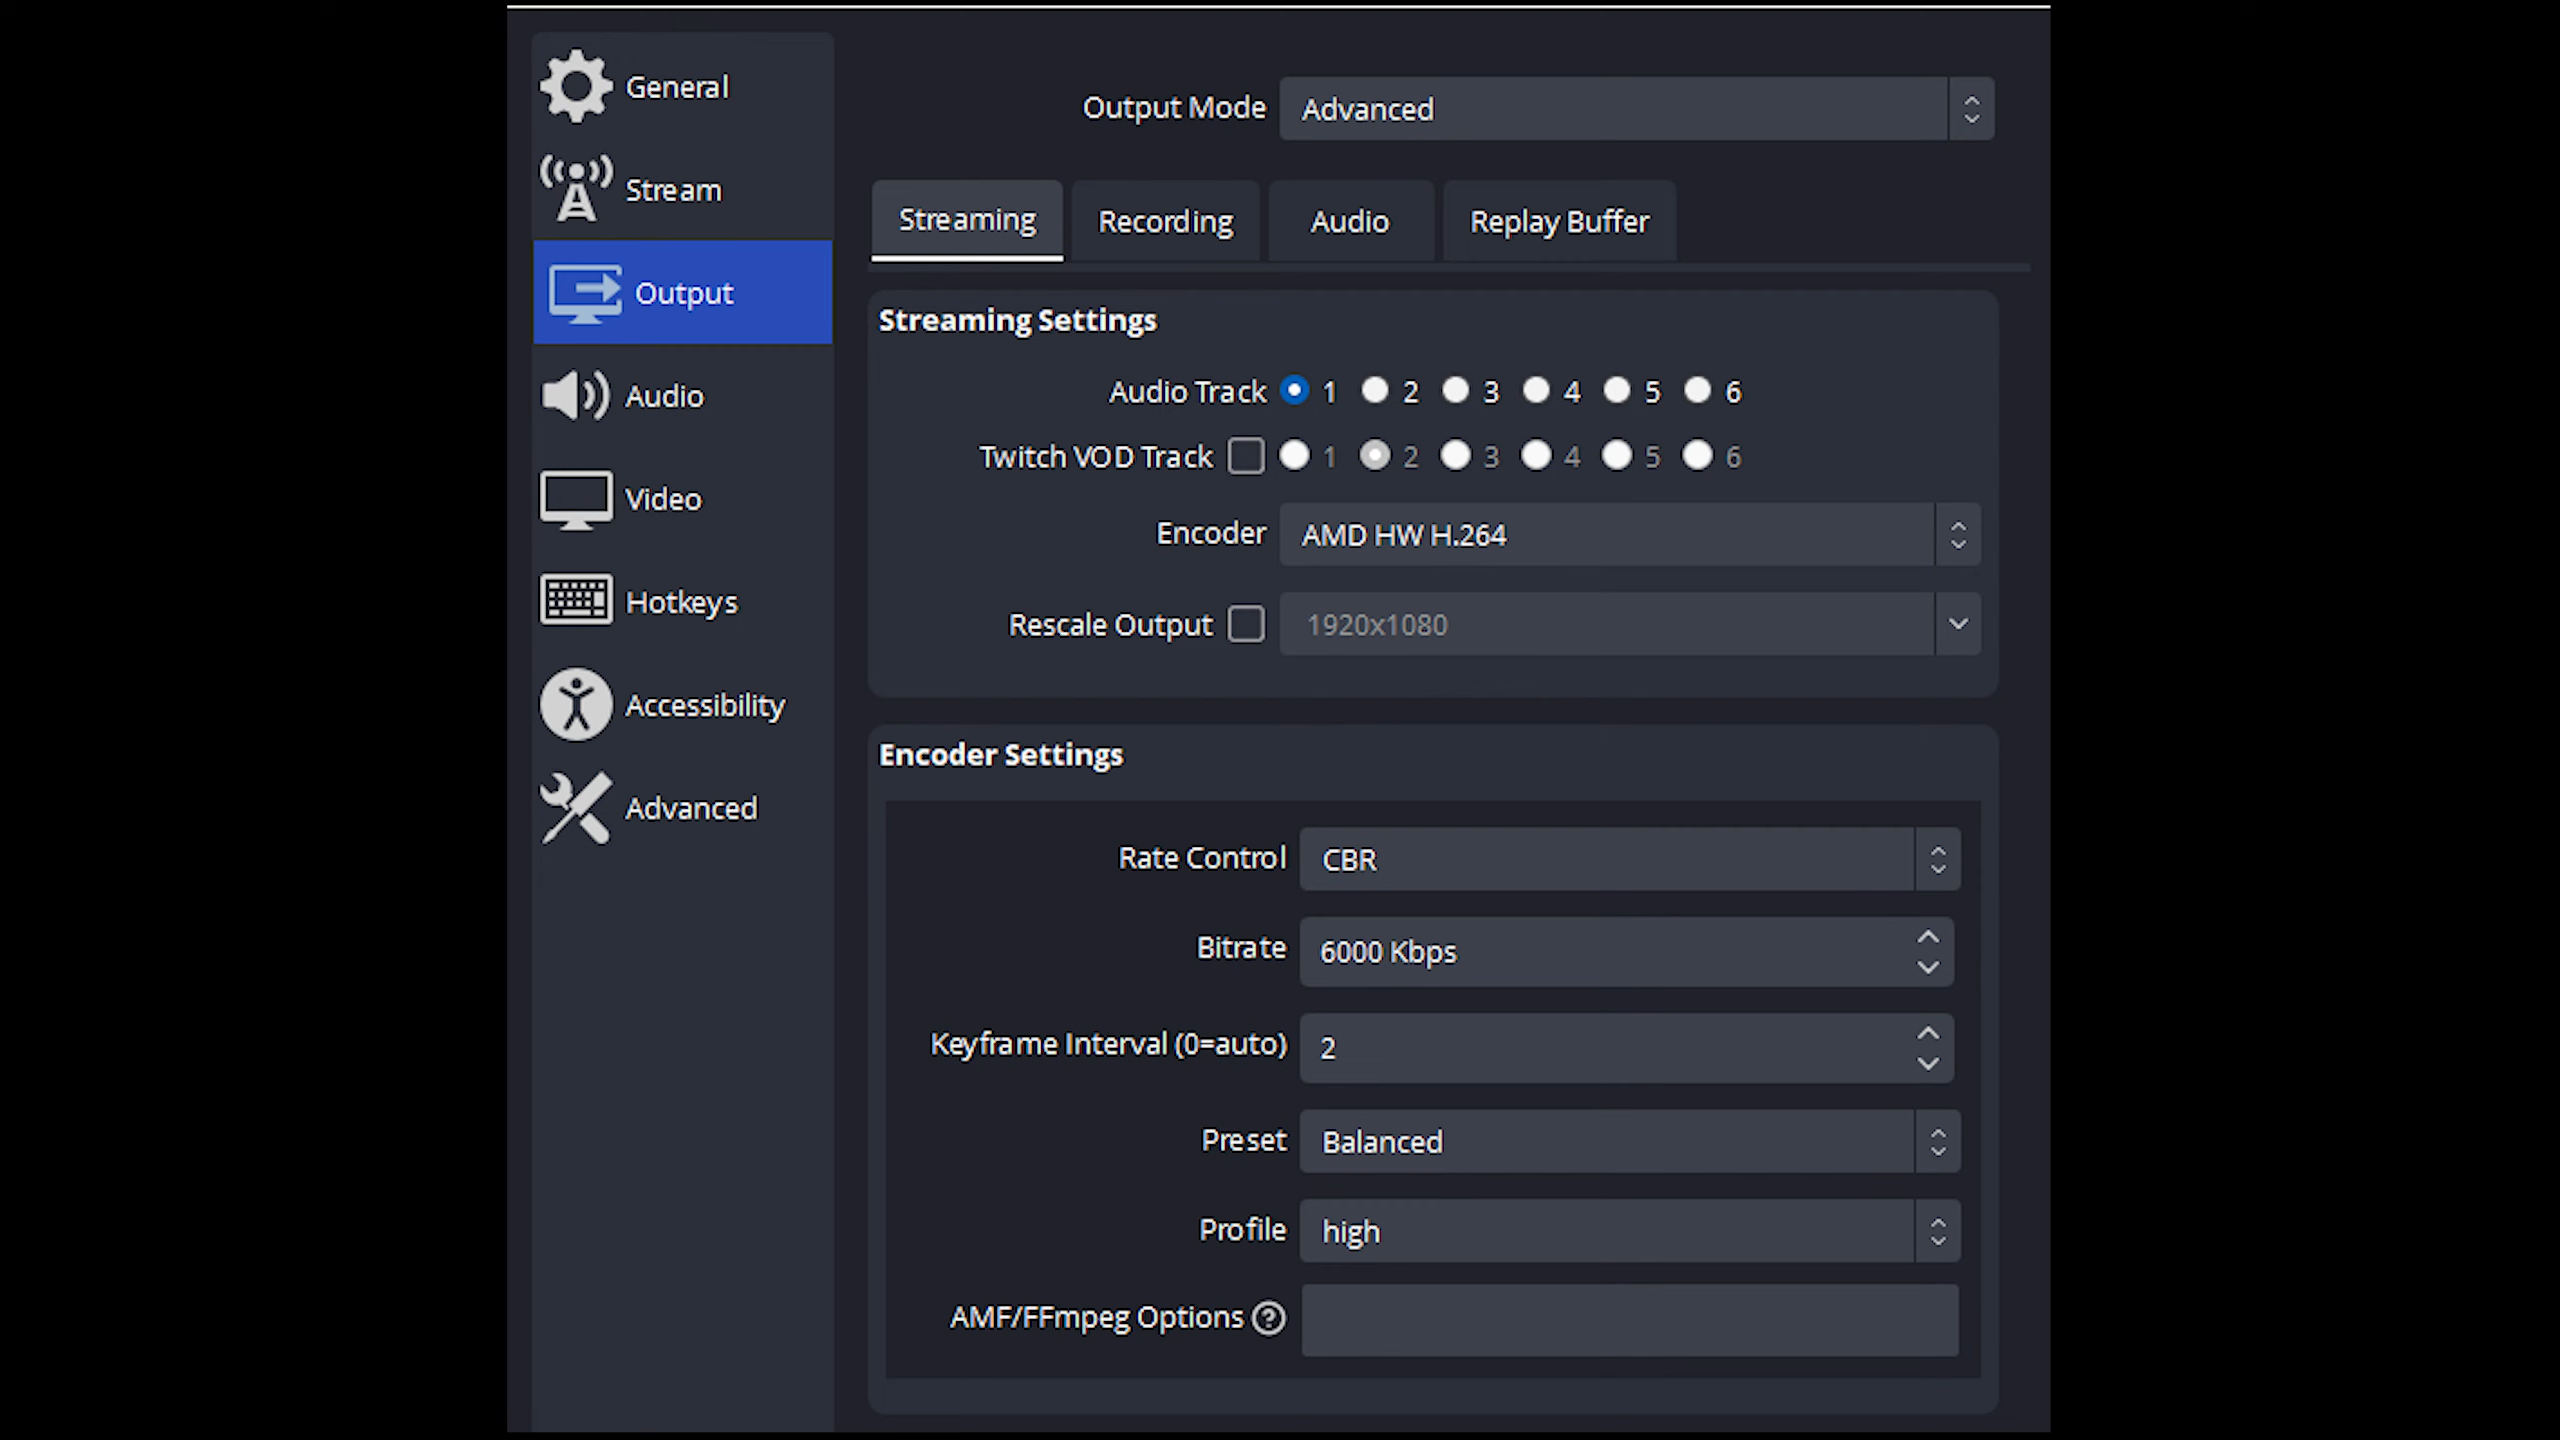 General
Stream
Output
Audio
Video
Hotkeys
Accessibility
Advanced
Output Mode Advanced
Streaming Recording Audio Replay Buffer
Streaming Settings
Audio Track 1 2 3 4 5 6
Twitch VOD Track 1 2 3 4 5 6
Encoder AMD HW H.264
Rescale Output 1920x1080
Encoder Settings
Rate Control CBR
Bitrate 6000 Kbps
Keyframe Interval (0=auto) 2
Preset Balanced
Profile high
AMF/FFmpeg Options ?